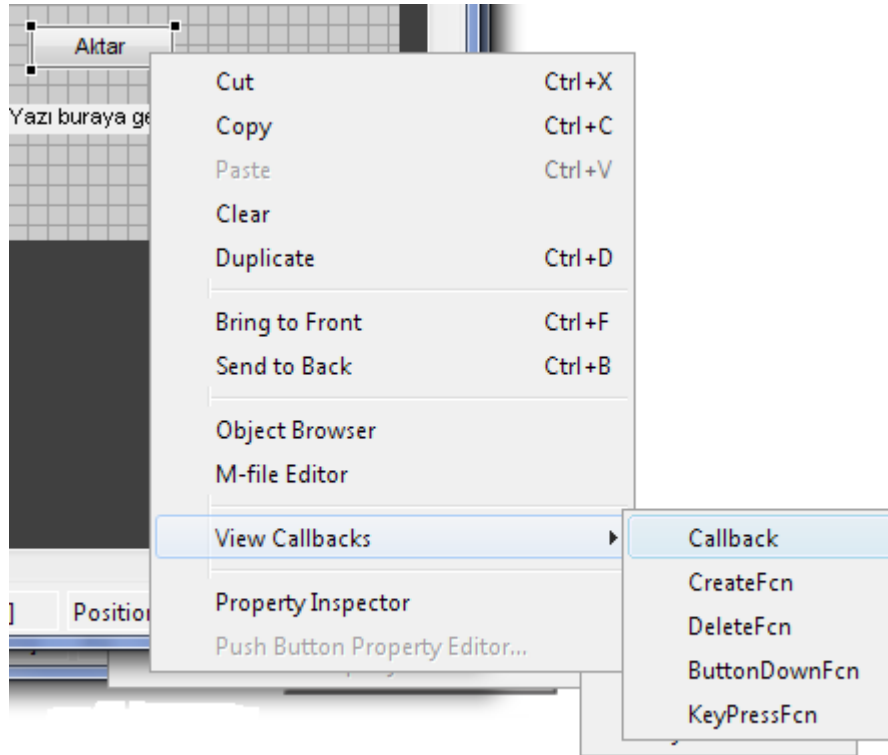 Aktar
Yazı buraya ge
Cut Ctrl+X
Copy Ctrl+C
Paste Ctrl+V
Clear
Duplicate Ctrl+D
Bring to Front Ctrl+F
Send to Back Ctrl+B
Object Browser
M-file Editor
View Callbacks
Callback
CreateFcn
DeleteFcn
ButtonDownFcn
KeyPressFcn
] Position
Property Inspector
Push Button Property Editor...